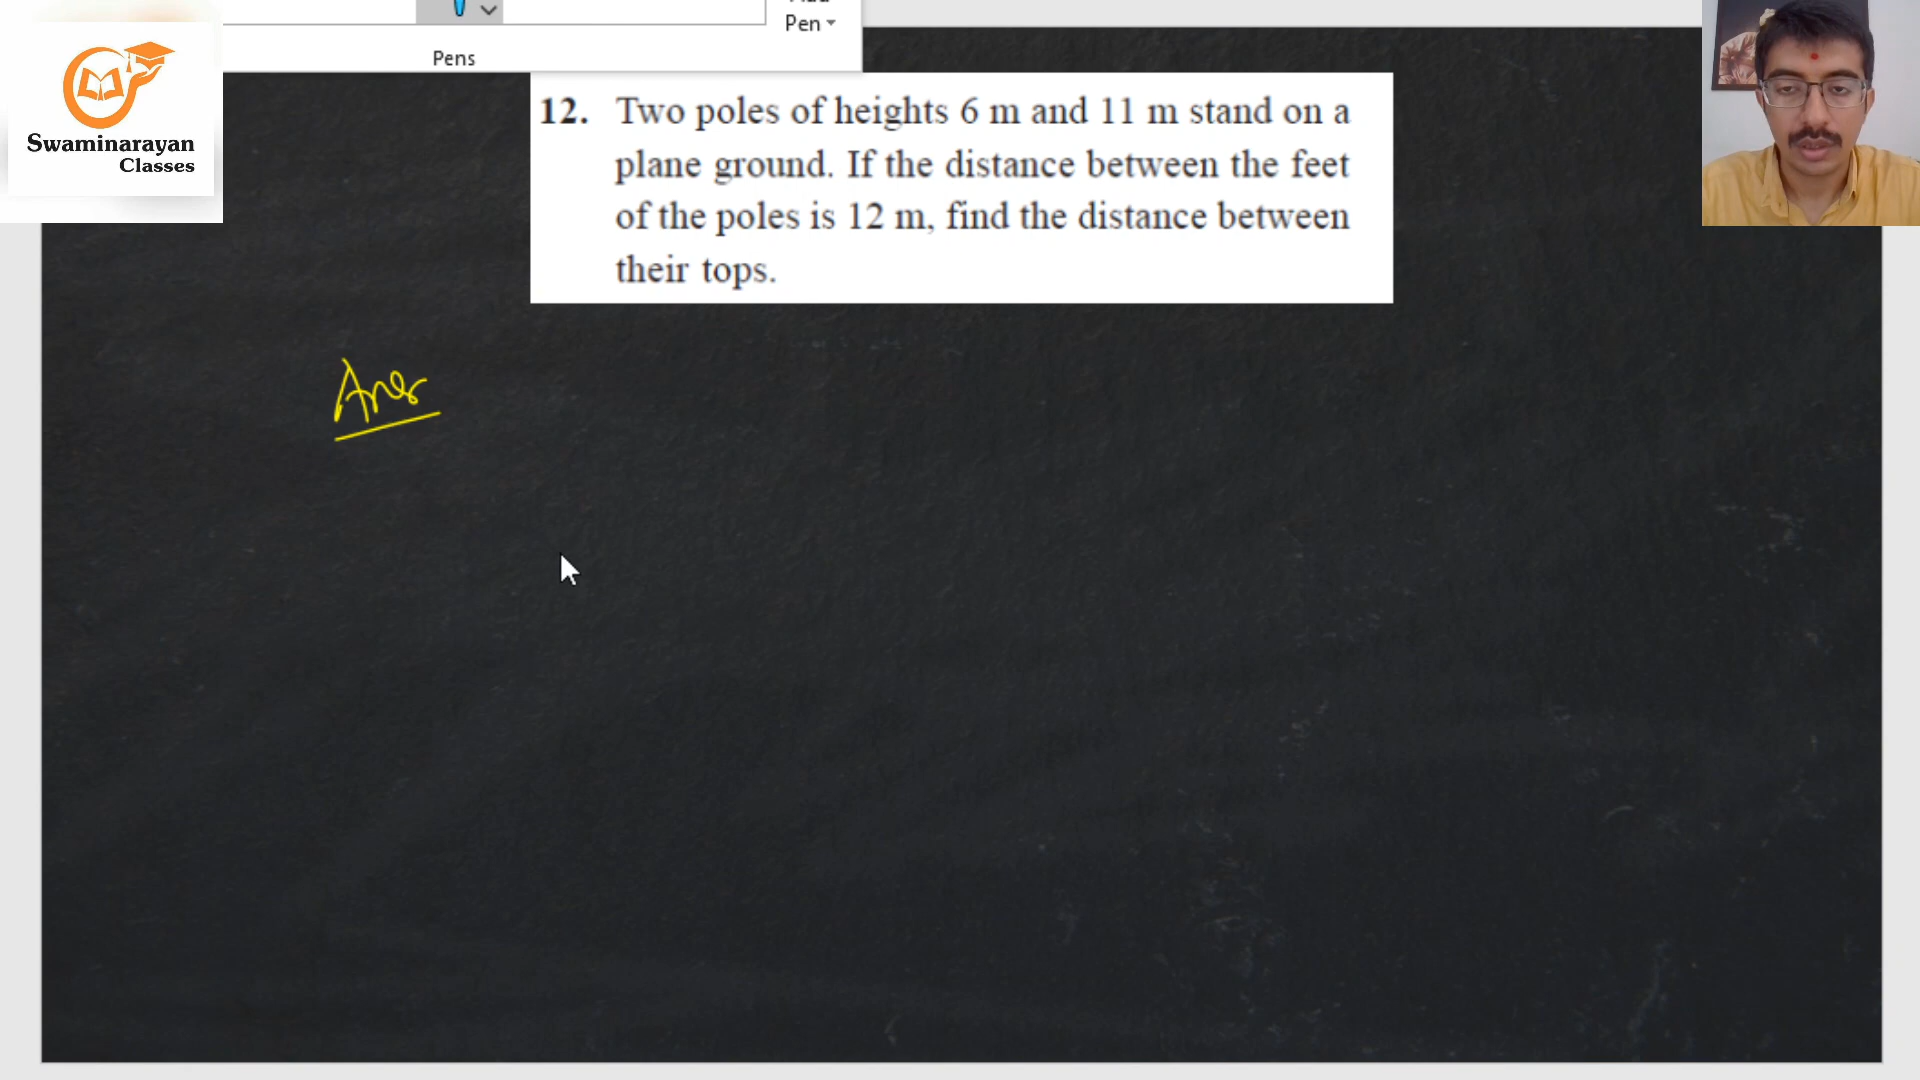 Pen
Pens
Swaminarayan
Classes
12. Two poles of heights 6 m and 11 m stand on a
plane ground. If the distance between the feet
of the poles is 12 m, find the distance between
their tops.
Ans